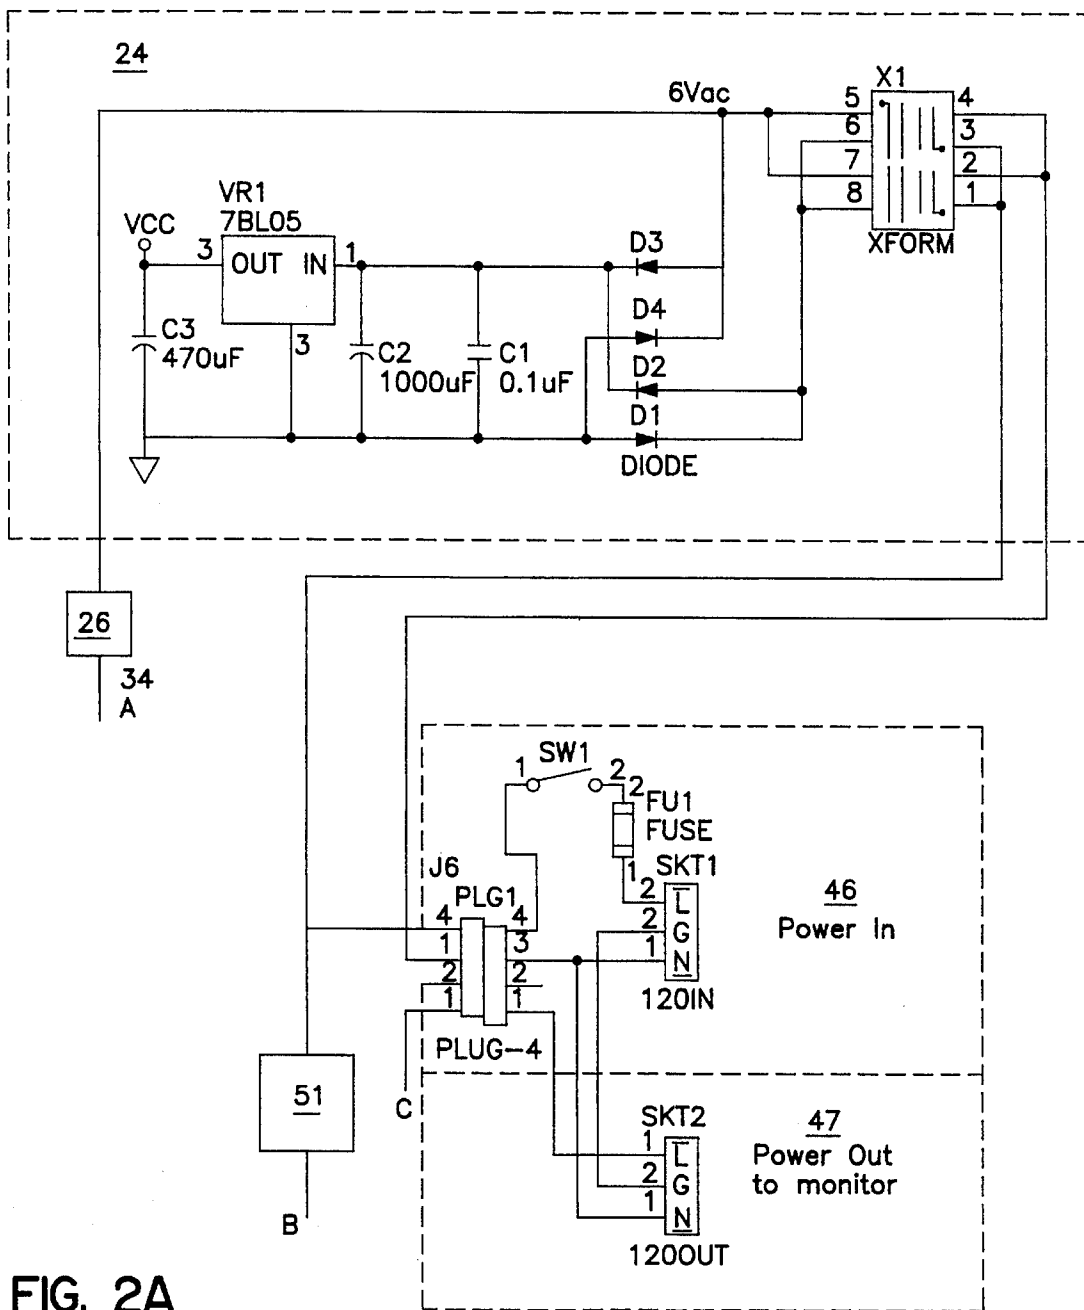 24
6Vac
X1
5
6
7
8
4
3
2
1
XFORM
VR1
7BL05
VCC
3
OUT IN
1
3
C3
470uF
C2
1000uF
C1
0.1uF
D3
D4
D2
D1
DIODE
26
34
A
SW1
1
2
2
FU1
FUSE
1
SKT1
2
2
1
L
G
N
120IN
46
Power In
J6
PLG1
4
1
2
1
4
3
2
1
PLUG-4
C
51
B
SKT2
1
2
1
L
G
N
120OUT
47
Power Out
to monitor
FIG. 2A